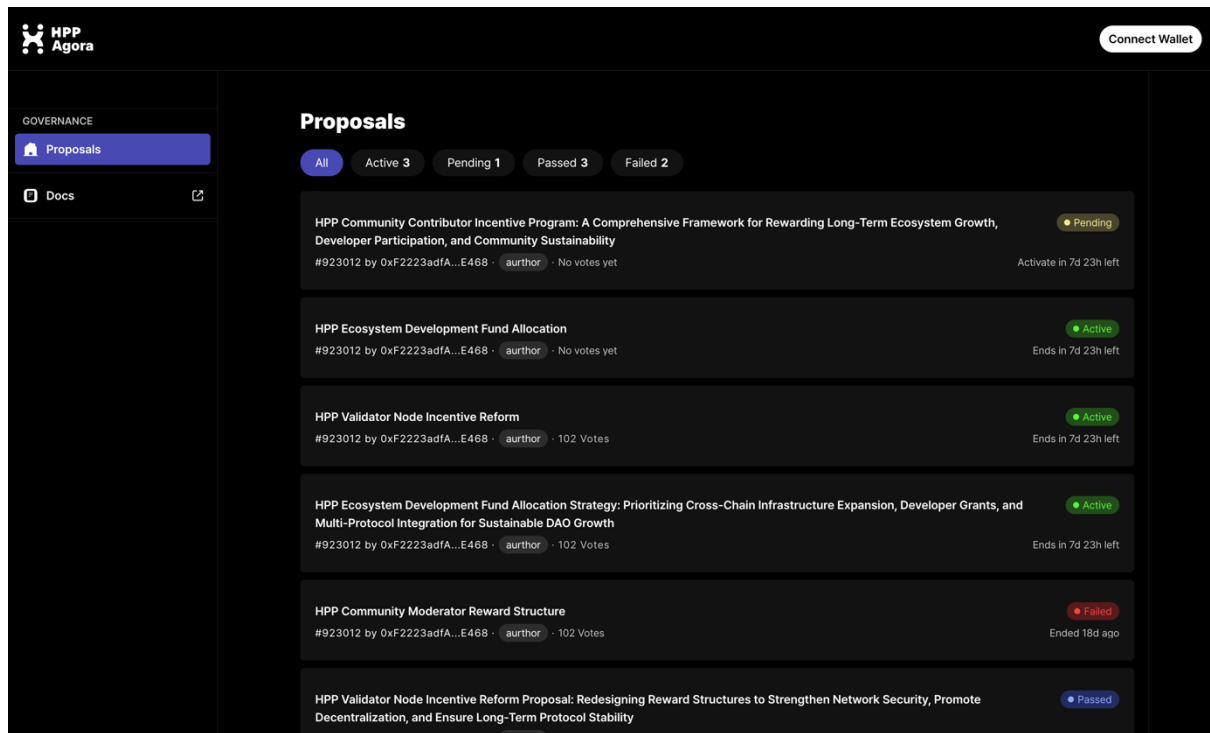 HPP
Agora
Connect Wallet
GOVERNANCE
Proposals
Docs
Proposals
All
Active 3
Pending 1
Passed 3
Failed 2
HPP Community Contributor Incentive Program: A Comprehensive Framework for Rewarding Long-Term Ecosystem Growth,
Developer Participation, and Community Sustainability
Pending
#923012 by 0xF2223adfA...E468 · aurthor · No votes yet
Activate in 7d 23h left
HPP Ecosystem Development Fund Allocation
Active
#923012 by 0xF2223adfA...E468 · aurthor · No votes yet
Ends in 7d 23h left
HPP Validator Node Incentive Reform
Active
#923012 by 0xF2223adfA...E468 · aurthor · 102 Votes
Ends in 7d 23h left
HPP Ecosystem Development Fund Allocation Strategy: Prioritizing Cross-Chain Infrastructure Expansion, Developer Grants, and
Multi-Protocol Integration for Sustainable DAO Growth
Active
#923012 by 0xF2223adfA...E468 · aurthor · 102 Votes
Ends in 7d 23h left
HPP Community Moderator Reward Structure
Failed
#923012 by 0xF2223adfA...E468 · aurthor · 102 Votes
Ended 18d ago
HPP Validator Node Incentive Reform Proposal: Redesigning Reward Structures to Strengthen Network Security, Promote
Decentralization, and Ensure Long-Term Protocol Stability
Passed